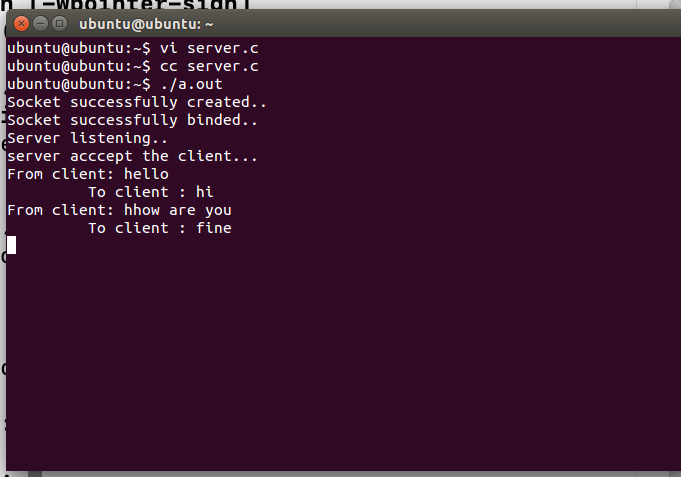 [-Wpointer-sign]
ubuntu@ubuntu: ~
ubuntu@ubuntu:~$ vi server.c
ubuntu@ubuntu:~$ cc server.c
ubuntu@ubuntu:~$ ./a.out
Socket successfully created..
Socket successfully binded..
Server listening..
server acccept the client...
From client: hello
To client : hi
From client: hhow are you
To client : fine